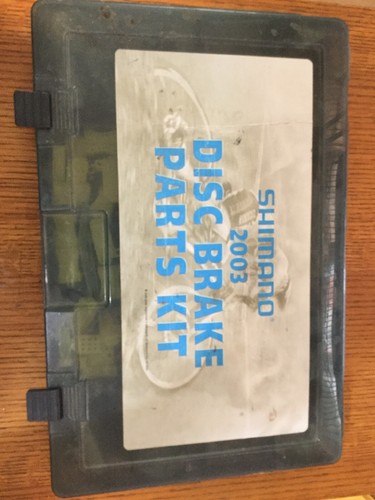 SHIMANO
2003
DISC BRAKE
PARTS KIT